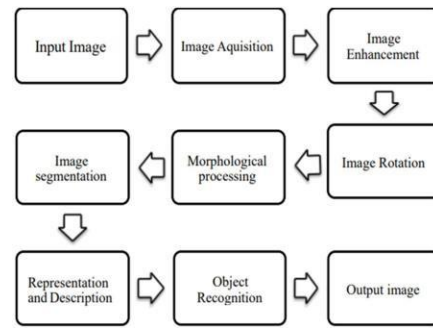 Input Image
Image Aquisition
Image
Enhancement
Image Rotation
Morphological
processing
Image
segmentation
Representation
and Description
Object
Recognition
Output image